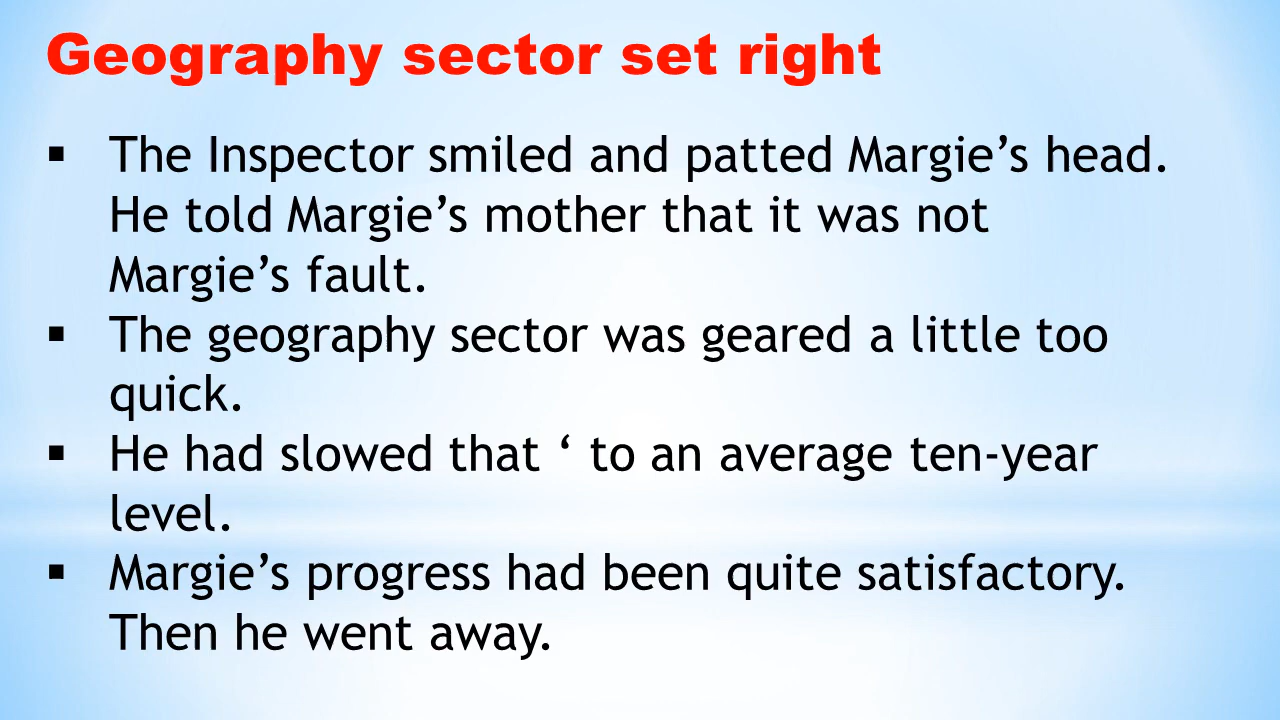 Geography sector set right
▪ The Inspector smiled and patted Margie’s head.
He told Margie’s mother that it was not
Margie’s fault.
▪ The geography sector was geared a little too
quick.
▪ He had slowed that ‘ to an average ten-year
level.
▪ Margie’s progress had been quite satisfactory.
Then he went away.